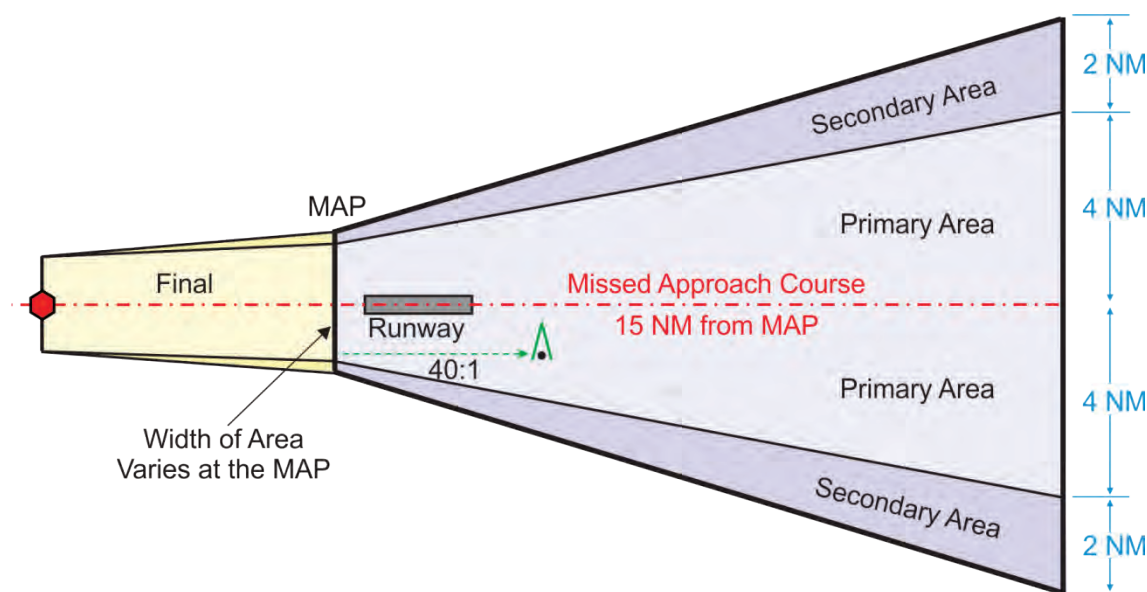 2 NM
Secondary Area
4 NM
MAP
Primary Area
Final
Missed Approach Course
15 NM from MAP
Runway
40:1
Primary Area
4 NM
Width of Area
Varies at the MAP
Secondary Area
2 NM